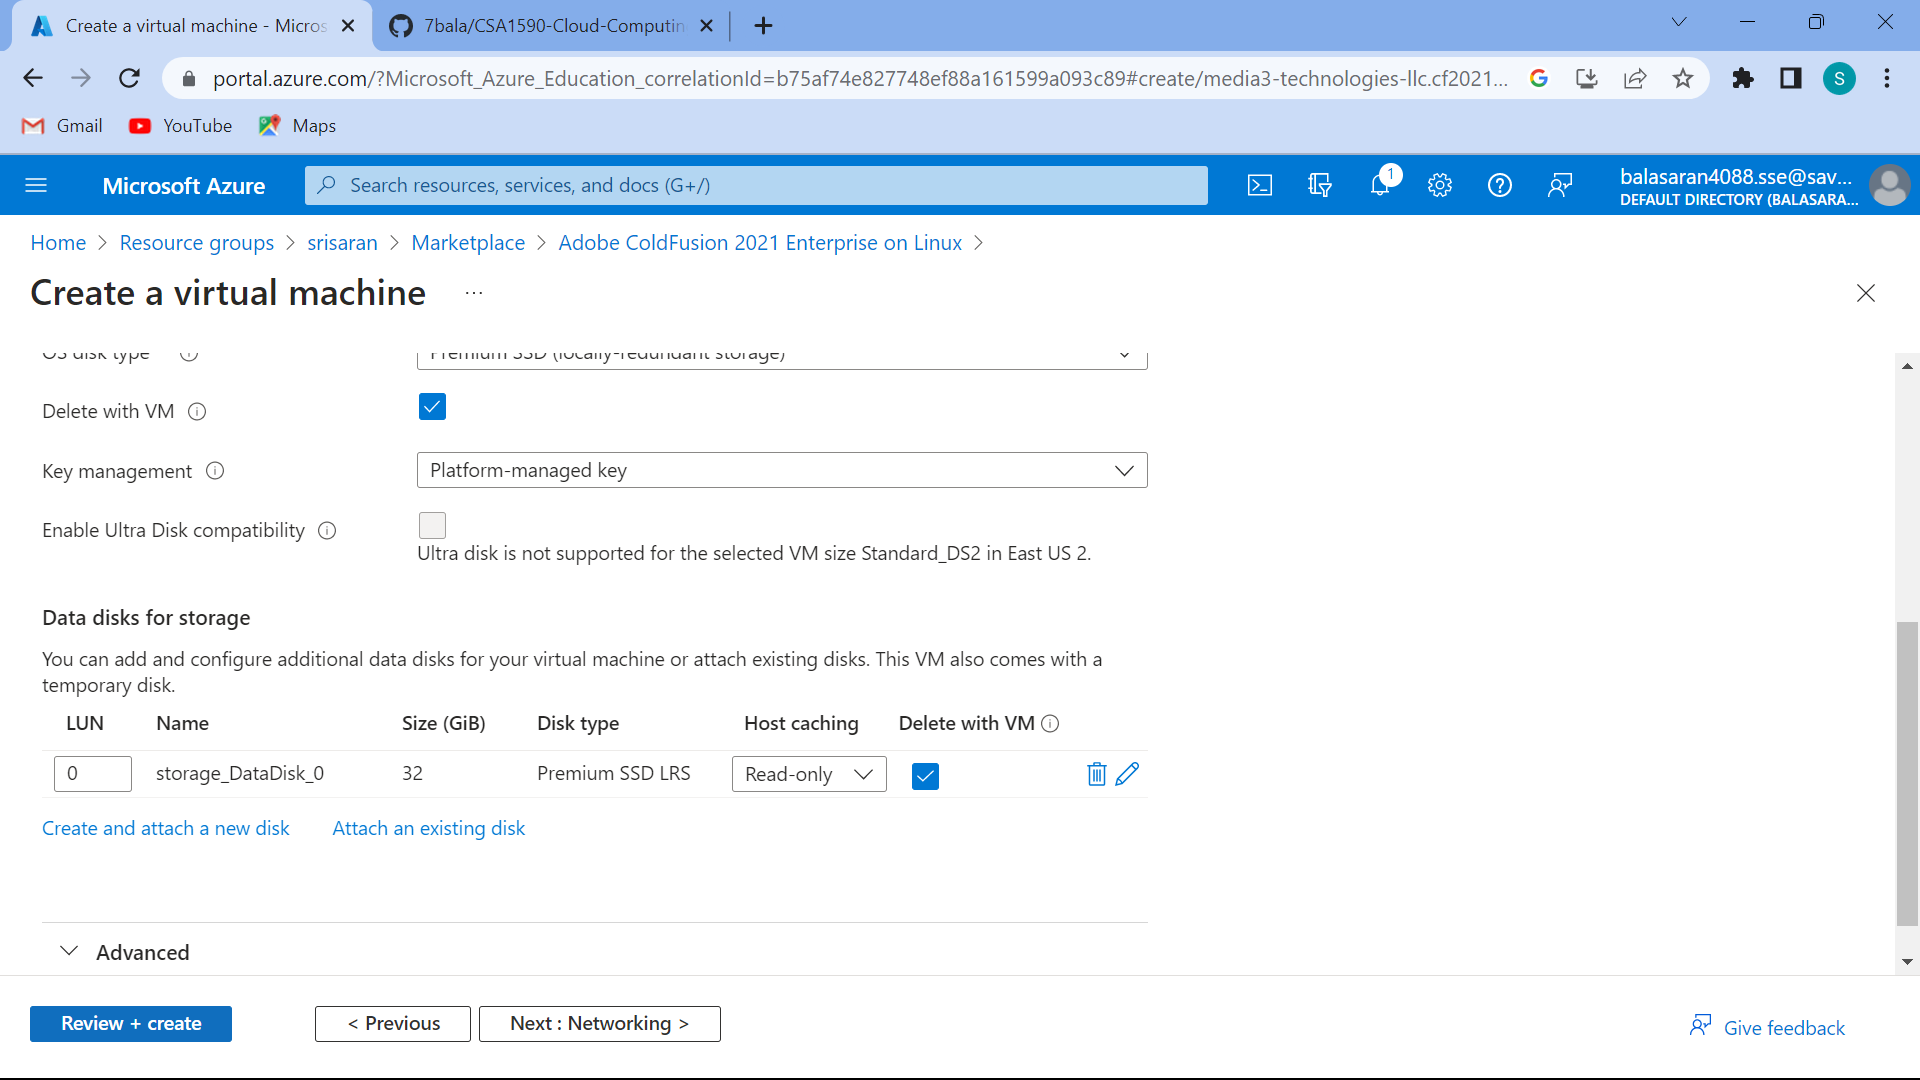 Create a virtual machine - Micros
7bala/CSA1590-Cloud-Computin
portal.azure.com/?Microsoft_Azure_Education_correlationId=b75af74e827748ef88a161599a093c89#create/media3-technologies-llc.cf2021...
S
Gmail
YouTube
Maps
Microsoft Azure
Search resources, services, and docs (G+/)
1
balasaran4088.sse@sav...
DEFAULT DIRECTORY (BALASARA...
Home > Resource groups > srisaran > Marketplace > Adobe ColdFusion 2021 Enterprise on Linux >
Create a virtual machine ...
OS disk type Premium SSD (locally-redundant storage)
Delete with VM
Key management Platform-managed key
Enable Ultra Disk compatibility
Ultra disk is not supported for the selected VM size Standard_DS2 in East US 2.
Data disks for storage
You can add and configure additional data disks for your virtual machine or attach existing disks. This VM also comes with a
temporary disk.
LUN Name Size (GiB) Disk type Host caching Delete with VM
0 storage_DataDisk_0 32 Premium SSD LRS Read-only
Create and attach a new disk Attach an existing disk
Advanced
Review + create < Previous Next : Networking > Give feedback